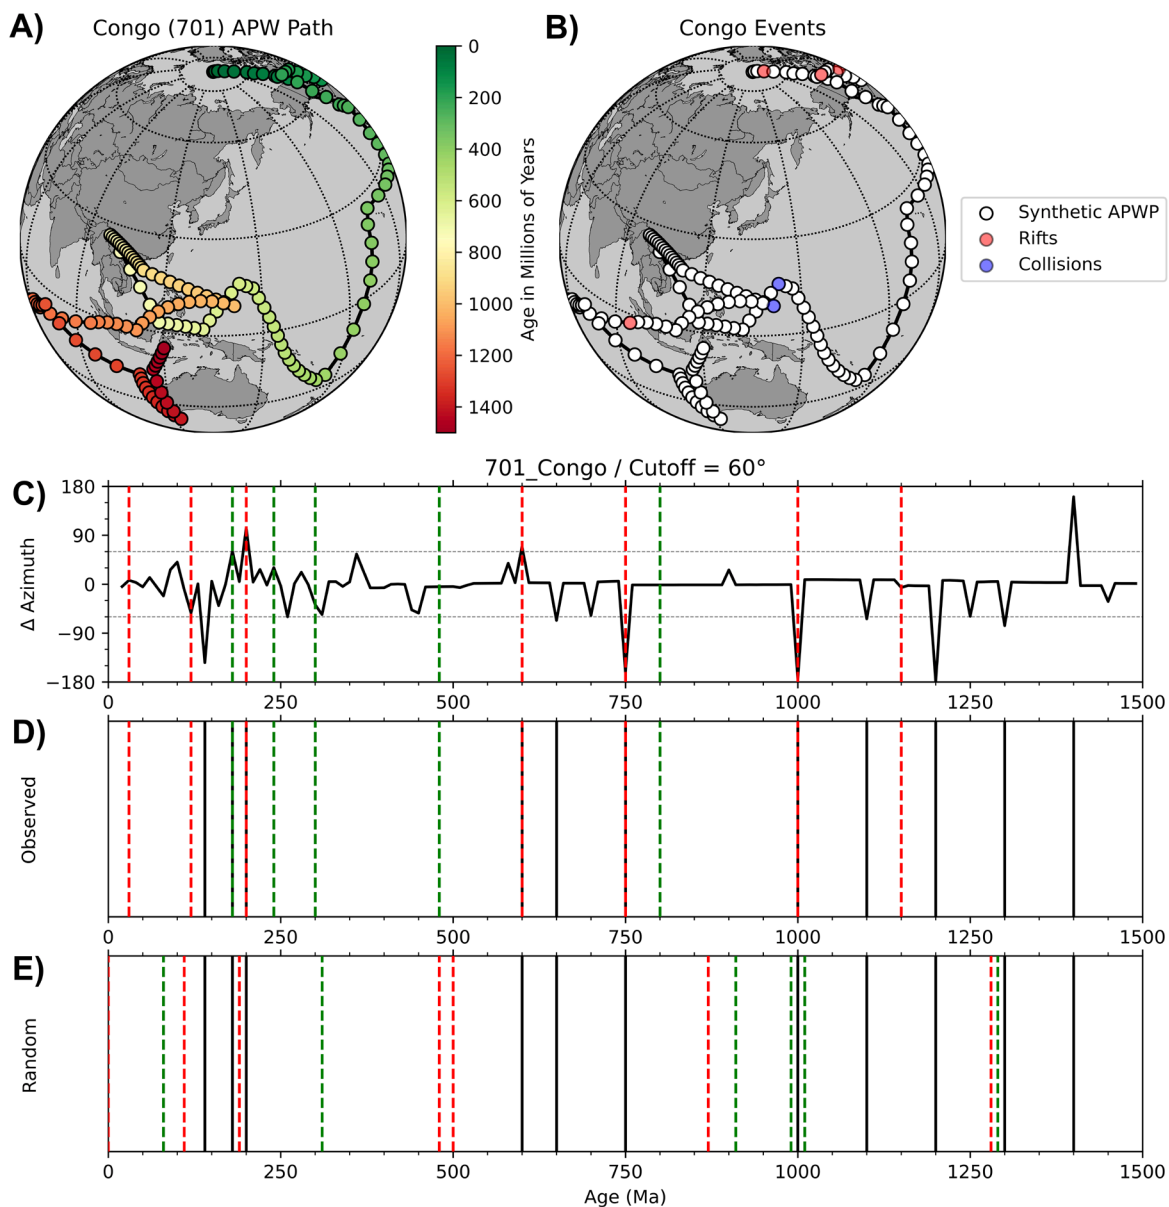 A)
Congo (701) APW Path
0
200
400
600
800
1000
1200
1400
Age in Millions of Years
B)
Congo Events
Synthetic APWP
Rifts
Collisions
701_Congo / Cutoff = 60°
C)
180
90
0
−90
−180
Δ Azimuth
0 250 500 750 1000 1250 1500
D)
Observed
0 250 500 750 1000 1250 1500
E)
Random
0 250 500 750 1000 1250 1500
Age (Ma)